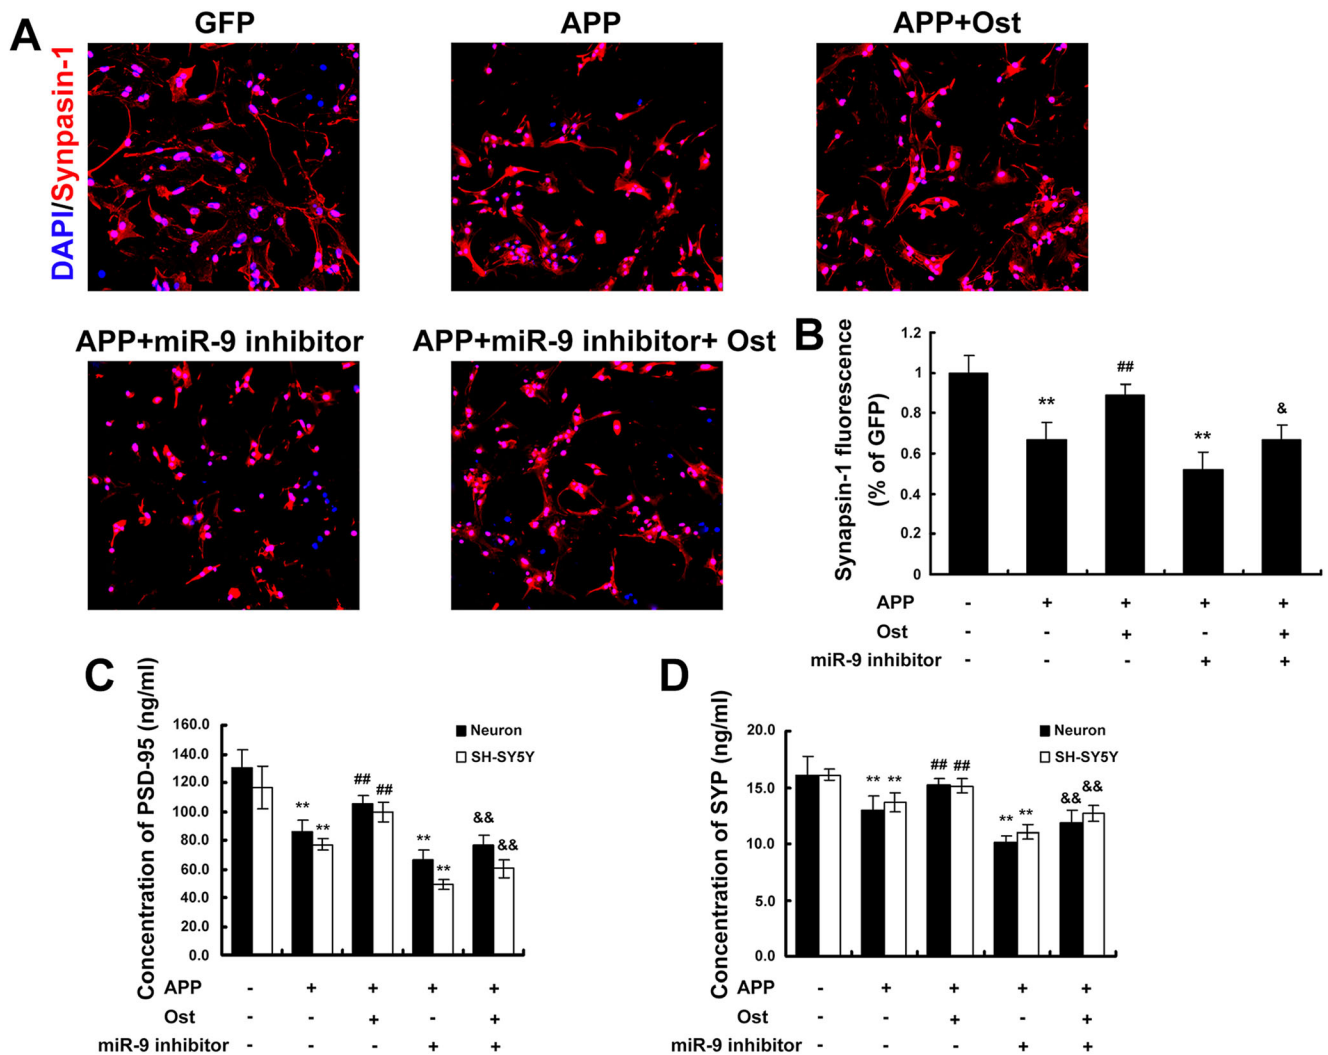 A
GFP
APP
APP+Ost
DAPI/Synpasin-1
APP+miR-9 inhibitor
APP+miR-9 inhibitor+ Ost
B
Synapsin-1 fluorescence
(% of GFP)
1.2
1
0.8
0.6
0.4
0.2
0
**
##
**
&
APP - + + + +
Ost - - + - +
miR-9 inhibitor - - - + +
C
Concentration of PSD-95 (ng/ml)
160.0
140.0
120.0
100.0
80.0
60.0
40.0
20.0
0.0
Neuron
SH-SY5Y
** **
## ##
** **
&& &&
APP - + + + +
Ost - - + - +
miR-9 inhibitor - - - + +
D
Concentration of SYP (ng/ml)
20.0
15.0
10.0
5.0
0.0
Neuron
SH-SY5Y
** **
## ##
** **
&& &&
APP - + + + +
Ost - - + - +
miR-9 inhibitor - - - + +